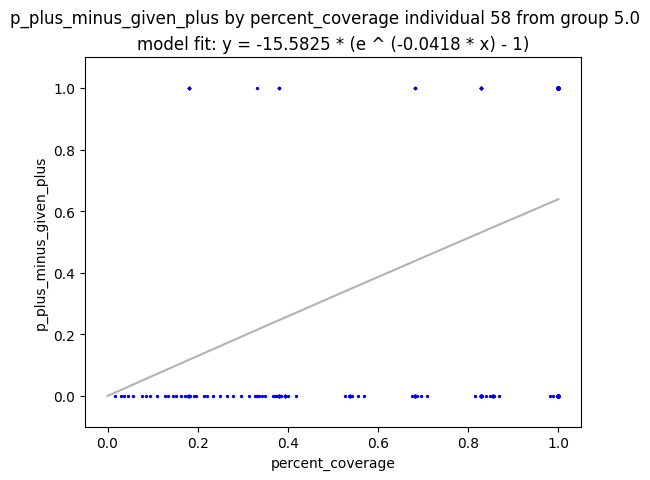 p_plus_minus_given_plus by percent_coverage individual 58 from group 5.0
model fit: y = -15.5825 * (e ^ (-0.0418 * x) - 1)
p_plus_minus_given_plus
1.0
0.8
0.6
0.4
0.2
0.0
0.0 0.2 0.4 0.6 0.8 1.0
percent_coverage